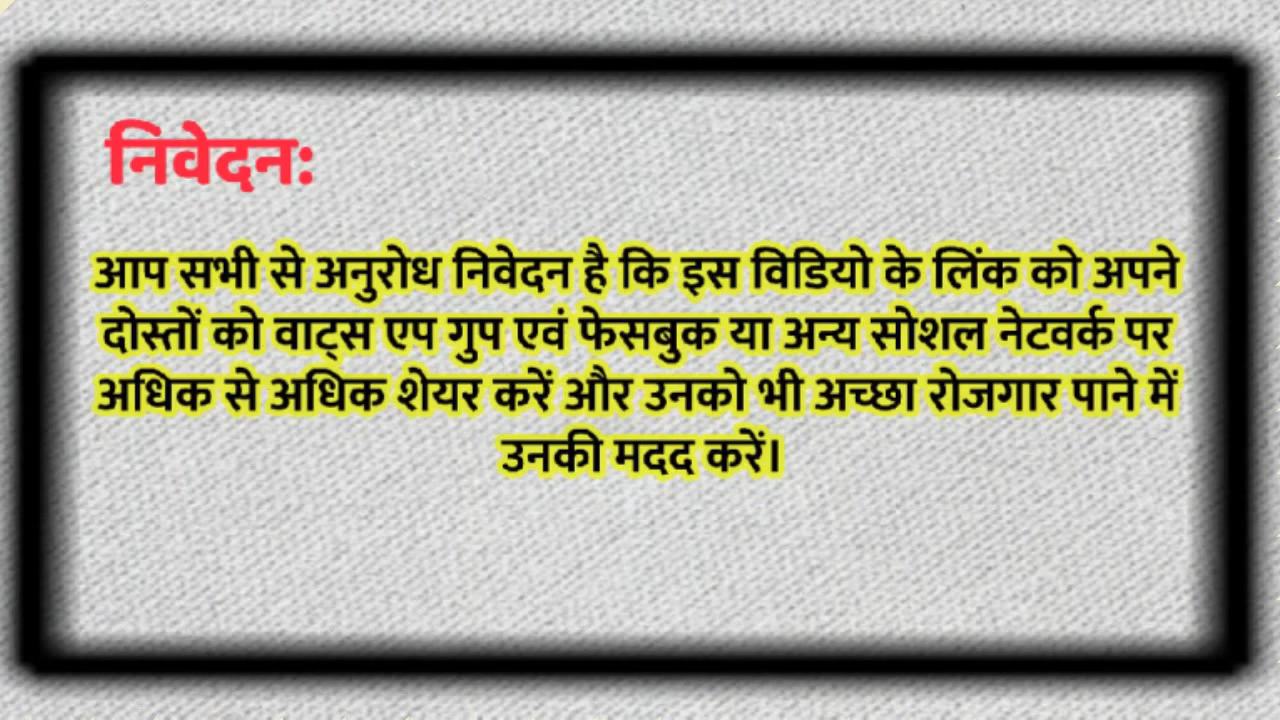 निवेदन:
आप सभी से अनुरोध निवेदन है कि इस विडियो के लिंक को अपने
दोस्तों को वाट्स एप गुप एवं फेसबुक या अन्य सोशल नेटवर्क पर
अधिक से अधिक शेयर करें और उनको भी अच्छा रोजगार पाने में
उनकी मदद करें।